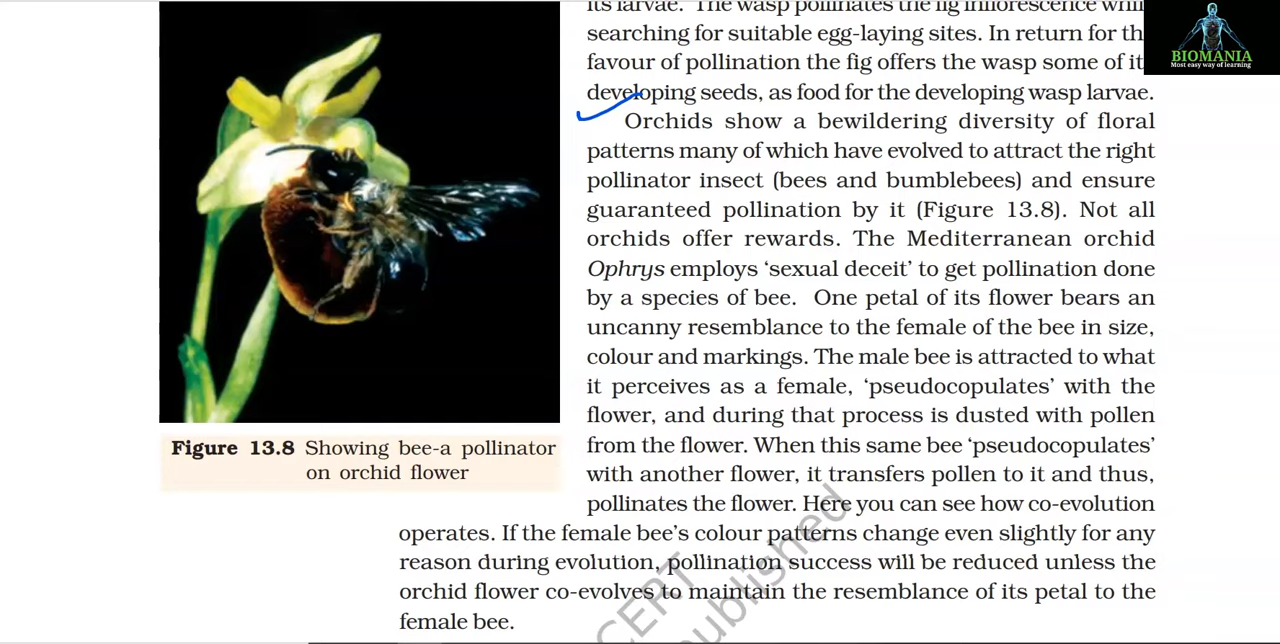 its larvae. The wasp pollinates the fig inflorescence whil
searching for suitable egg-laying sites. In return for th
favour of pollination the fig offers the wasp some of it
developing seeds, as food for the developing wasp larvae.
Orchids show a bewildering diversity of floral
patterns many of which have evolved to attract the right
pollinator insect (bees and bumblebees) and ensure
guaranteed pollination by it (Figure 13.8). Not all
orchids offer rewards. The Mediterranean orchid
Ophrys employs ‘sexual deceit’ to get pollination done
by a species of bee. One petal of its flower bears an
uncanny resemblance to the female of the bee in size,
colour and markings. The male bee is attracted to what
it perceives as a female, ‘pseudocopulates’ with the
flower, and during that process is dusted with pollen
from the flower. When this same bee ‘pseudocopulates’
with another flower, it transfers pollen to it and thus,
pollinates the flower. Here you can see how co-evolution
operates. If the female bee’s colour patterns change even slightly for any
reason during evolution, pollination success will be reduced unless the
orchid flower co-evolves to maintain the resemblance of its petal to the
female bee.
Figure 13.8 Showing bee-a pollinator
on orchid flower
BIOMANIA
Most easy way of learning
CERT
published